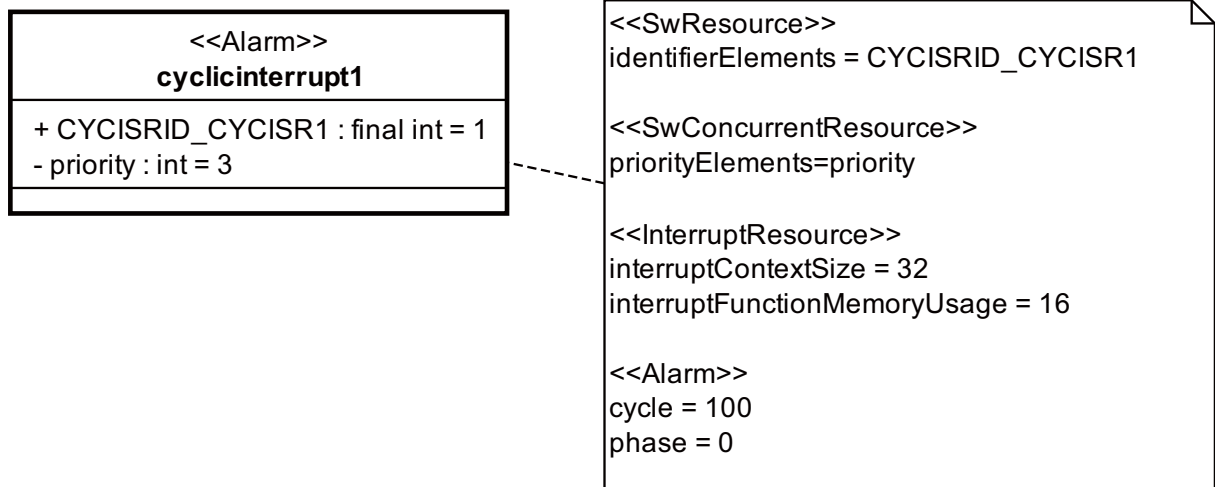 <<Alarm>>
cyclicinterrupt1
+ CYCISRID_CYCISR1 : final int = 1
- priority : int = 3
<<SwResource>>
identifierElements = CYCISRID_CYCISR1
<<SwConcurrentResource>>
priorityElements=priority
<<InterruptResource>>
interruptContextSize = 32
interruptFunctionMemoryUsage = 16
<<Alarm>>
cycle = 100
phase = 0